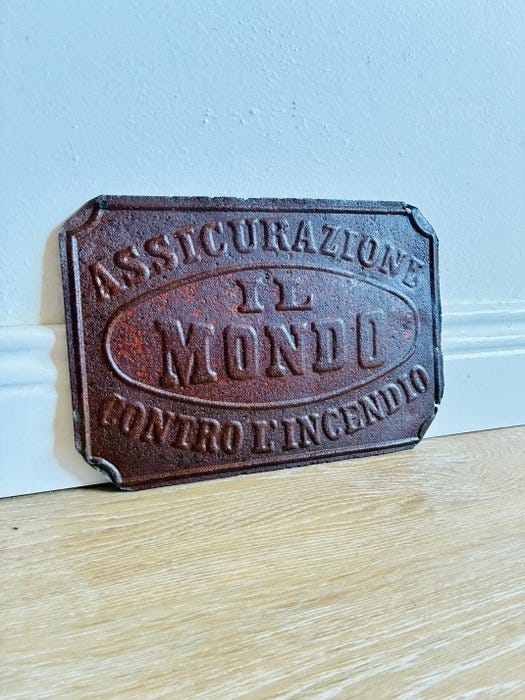 ASSICURAZIONE
IL
MONDO
CONTRO L'INCENDIO